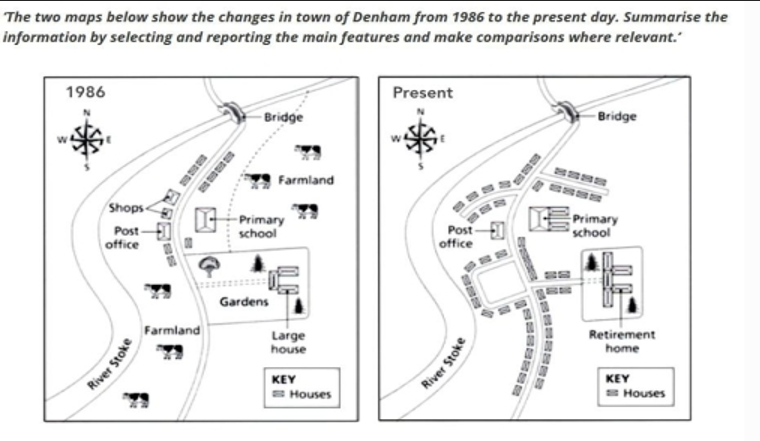 'The two maps below show the changes in town of Denham from 1986 to the present day. Summarise the
information by selecting and reporting the main features and make comparisons where relevant.'
1986
N
W
E
S
Bridge
Farmland
Shops
Primary
school
Post
office
Gardens
Farmland
Large
house
River Stoke
KEY
Houses
Present
N
W
E
S
Bridge
Post
office
Primary
school
Retirement
home
River Stoke
KEY
Houses